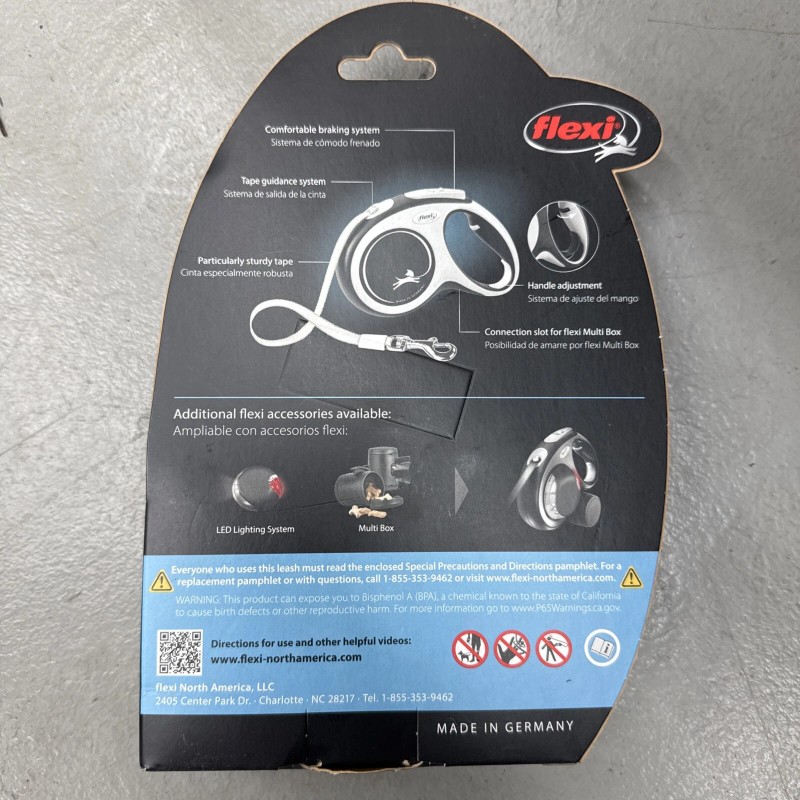 flexi
Comfortable braking system
Sistema de cómodo frenado
Tape guidance system
Sistema de salida de la cinta
flexi
Particularly sturdy tape
Cinta especialmente robusta
Handle adjustment
Sistema de ajuste del mango
Connection slot for flexi Multi Box
Posibilidad de amarre por flexi Multi Box
Additional flexi accessories available:
Ampliable con accesorios flexi:
LED Lighting System
Multi Box
Everyone who uses this leash must read the enclosed Special Precautions and Directions pamphlet. For a
replacement pamphlet or with questions, call 1-855-353-9462 or visit www.flexi-northamerica.com.
WARNING: This product can expose you to Bisphenol A (BPA), a chemical known to the state of California
to cause birth defects or other reproductive harm. For more information go to www.P65Warnings.ca.gov.
Directions for use and other helpful videos:
www.flexi-northamerica.com
flexi North America, LLC
2405 Center Park Dr. · Charlotte · NC 28217 · Tel. 1-855-353-9462
MADE IN GERMANY